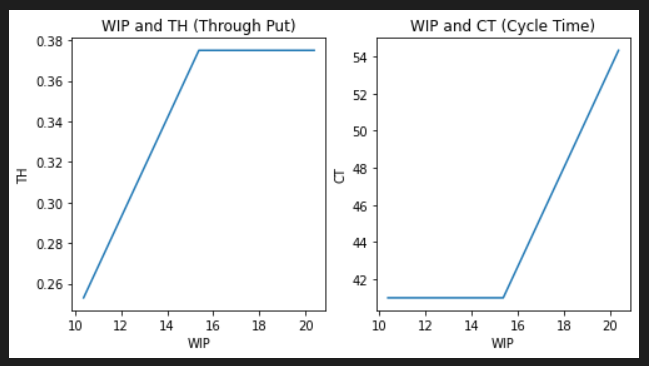 WIP and TH (Through Put)
0.38
0.36
0.34
0.32
0.30
0.28
0.26
TH
10 12 14 16 18 20
WIP
WIP and CT (Cycle Time)
54
52
50
48
46
44
42
CT
10 12 14 16 18 20
WIP